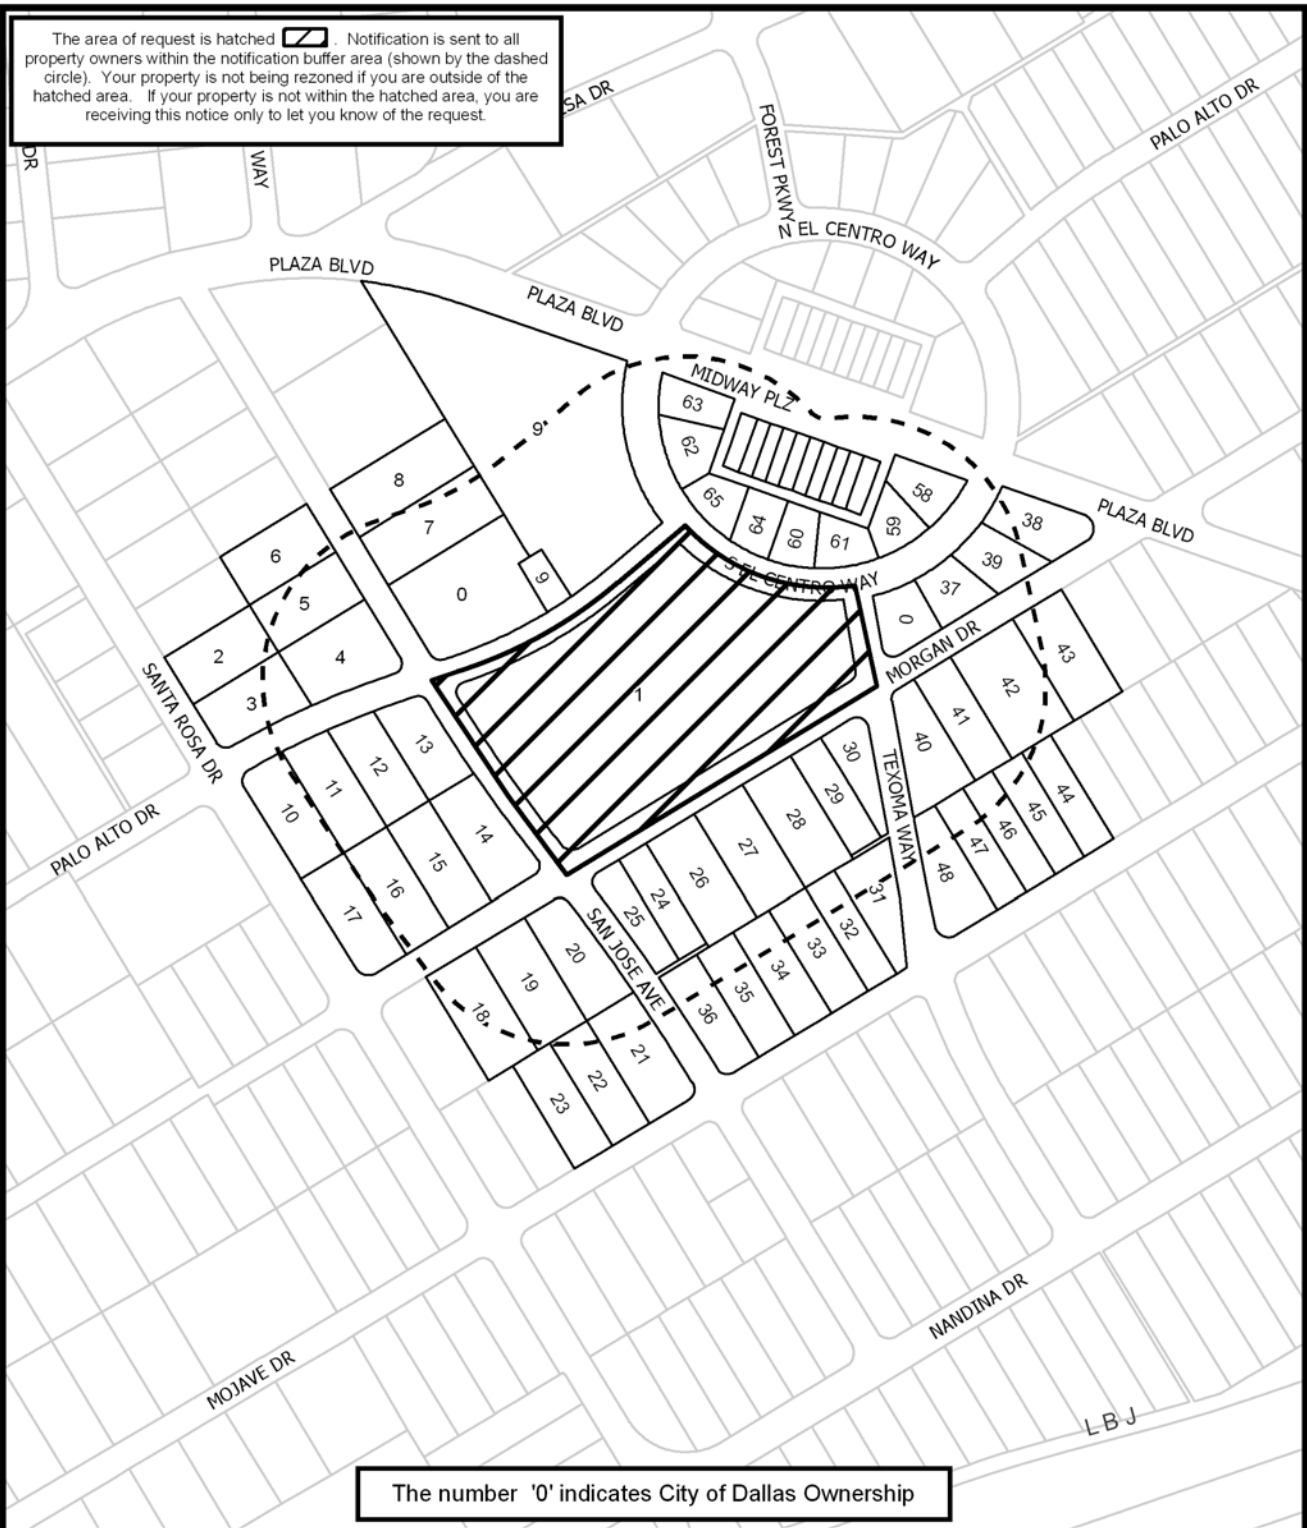 The area of request is hatched . Notification is sent to all
property owners within the notification buffer area (shown by the dashed
circle). Your property is not being rezoned if you are outside of the
hatched area. If your property is not within the hatched area, you are
receiving this notice only to let you know of the request.
SA DR
DR
WAY
FOREST PKWY
PALO ALTO DR
N EL CENTRO WAY
PLAZA BLVD
PLAZA BLVD
MIDWAY PLZ
63
9
62
8
58
65
PLAZA BLVD
38
7
64
59
60
61
6
39
9
S EL CENTRO WAY
37
0
5
0
MORGAN DR
2
4
43
SANTA ROSA DR
1
42
3
41
13
40
30
12
TEXOMA WAY
11
29
44
10
28
45
PALO ALTO DR
14
46
27
47
15
26
48
16
24
31
17
25
32
SAN JOSE AVE
33
20
34
19
35
18
36
21
22
23
NANDINA DR
MOJAVE DR
L B J
The number '0' indicates City of Dallas Ownership